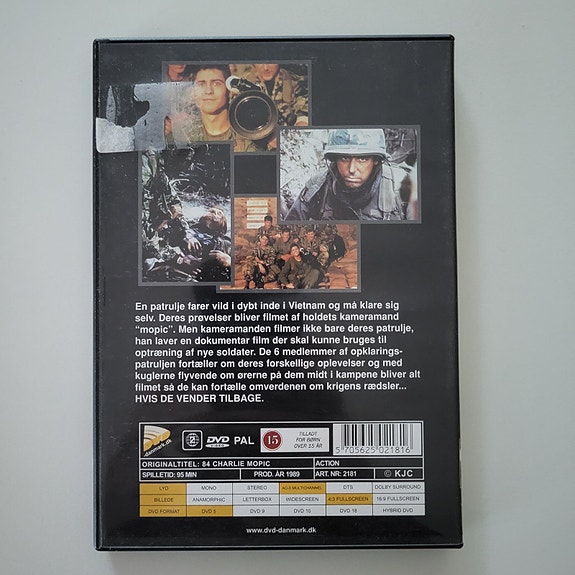 En patrulje farer vild i dybt inde i Vietnam og må klare sig
selv. Deres prøvelser bliver filmet af holdets kameramand
“mopic”. Men kameramanden filmer ikke bare deres patrulje,
han laver en dokumentar film der skal kunne bruges til
optræning af nye soldater. De 6 medlemmer af opklarings-
patruljen fortæller om deres forskellige oplevelser og med
kuglerne flyvende om ørerne på dem midt i kampene bliver alt
filmet så de kan fortælle omverdenen om krigens rædsler...
HVIS DE VENDER TILBAGE.
danmark.dk
2
DVD VIDEO
PAL
15
TILLADT
FOR BØRN
OVER 15 ÅR
5 705625 021816
ORIGINALTITEL: 84 CHARLIE MOPIC ACTION
SPILLETID: 95 MIN PROD. ÅR 1989 ART. NR: 2181 © KJC
LYD MONO STEREO AC-3 MULTICHANNEL DTS DOLBY SURROUND
BILLEDE ANAMORPHIC LETTERBOX WIDESCREEN 4:3 FULLSCREEN 16:9 FULLSCREEN
DVD FORMAT DVD 5 DVD 9 DVD 10 DVD 18 HYBRID DVD
www.dvd-danmark.dk